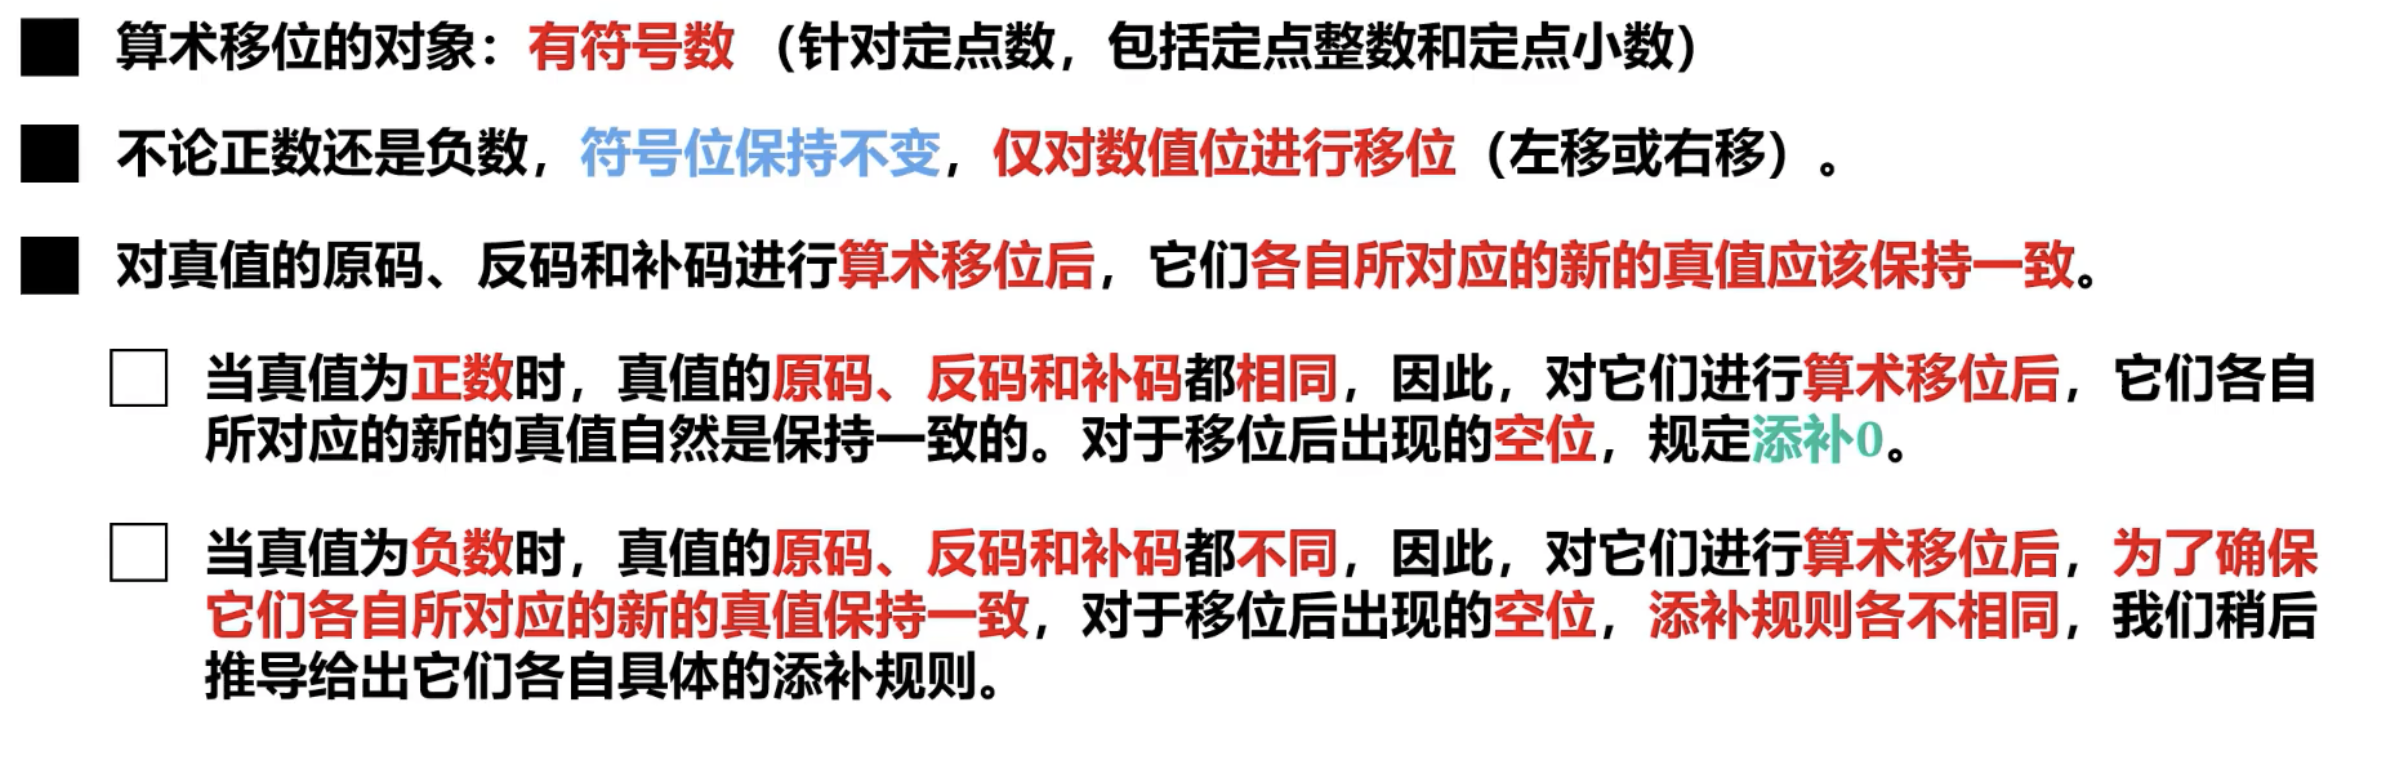 算术移位的对象：有符号数（针对定点数，包括定点整数和定点小数）
不论正数还是负数，符号位保持不变，仅对数值位进行移位（左移或右移）。
对真值的原码、反码和补码进行算术移位后，它们各自所对应的新的真值应该保持一致。
当真值为正数时，真值的原码、反码和补码都相同，因此，对它们进行算术移位后，它们各自
所对应的新的真值自然是保持一致的。对于移位后出现的空位，规定添补0。
当真值为负数时，真值的原码、反码和补码都不同，因此，对它们进行算术移位后，为了确保
它们各自所对应的新的真值保持一致，对于移位后出现的空位，添补规则各不相同，我们稍后
推导给出它们各自具体的添补规则。